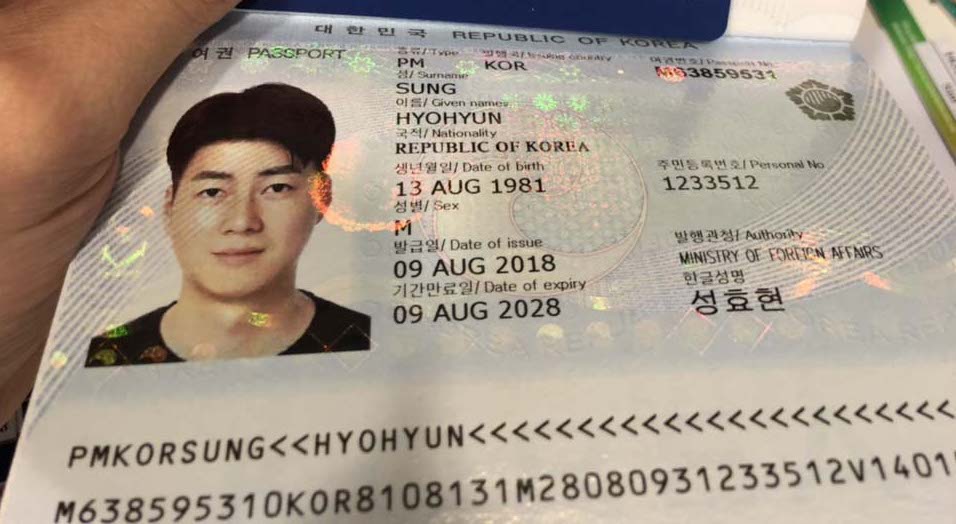 대한민국 REPUBLIC OF KOREA
여권 PASSPORT
종류/Type 발행국/Issuing country 여권번호/Passport No.
PM KOR M63859531
성/ Surname
SUNG
이름/ Given names
HYOHYUN
국적/ Nationality
REPUBLIC OF KOREA
생년월일/ Date of birth 주민등록번호/ Personal No
13 AUG 1981 1233512
성별/ Sex
M
발급일/ Date of issue 발행관청/ Authority
09 AUG 2018 MINISTRY OF FOREIGN AFFAIRS
기간만료일/ Date of expiry 한글성명
09 AUG 2028 성효현
PMKORSUNG<<HYOHYUN<<<<<<<<<<<<<<<<<<<<<<
M638595310KOR8108131M28080931233512V1401